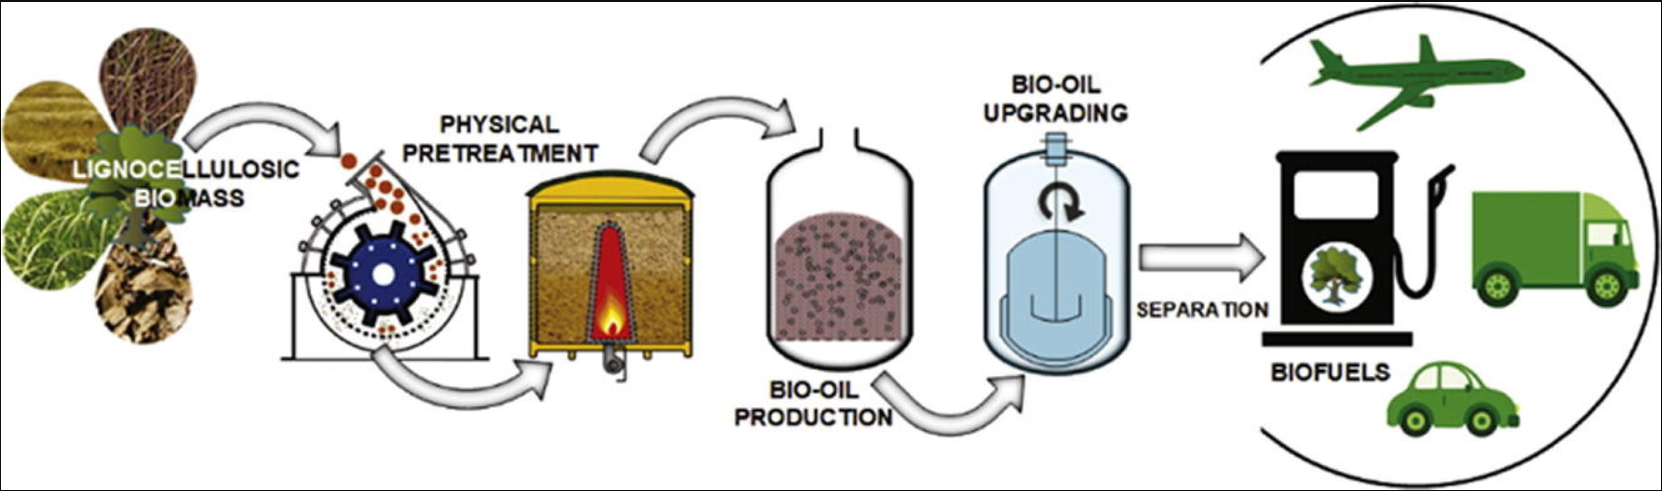 LIGNOCELLULOSIC
BIOMASS
PHYSICAL
PRETREATMENT
BIO-OIL
PRODUCTION
BIO-OIL
UPGRADING
SEPARATION
BIOFUELS